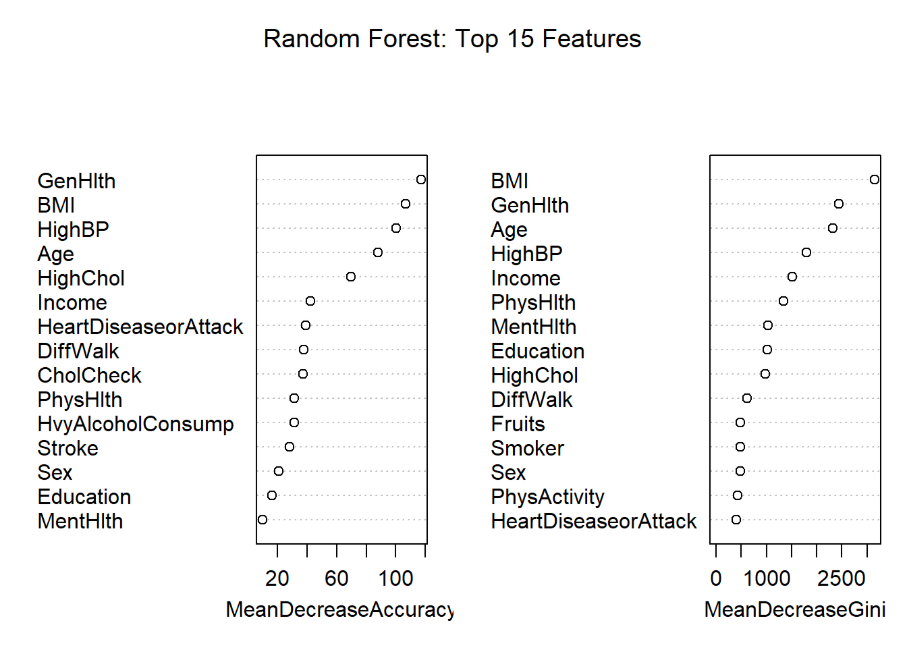 Random Forest: Top 15 Features
GenHlth
BMI
HighBP
Age
HighChol
Income
HeartDiseaseorAttack
DiffWalk
CholCheck
PhysHlth
HvyAlcoholConsump
Stroke
Sex
Education
MentHlth
20 60 100
MeanDecreaseAccuracy
BMI
GenHlth
Age
HighBP
Income
PhysHlth
MentHlth
Education
HighChol
DiffWalk
Fruits
Smoker
Sex
PhysActivity
HeartDiseaseorAttack
0 1000 2500
MeanDecreaseGini